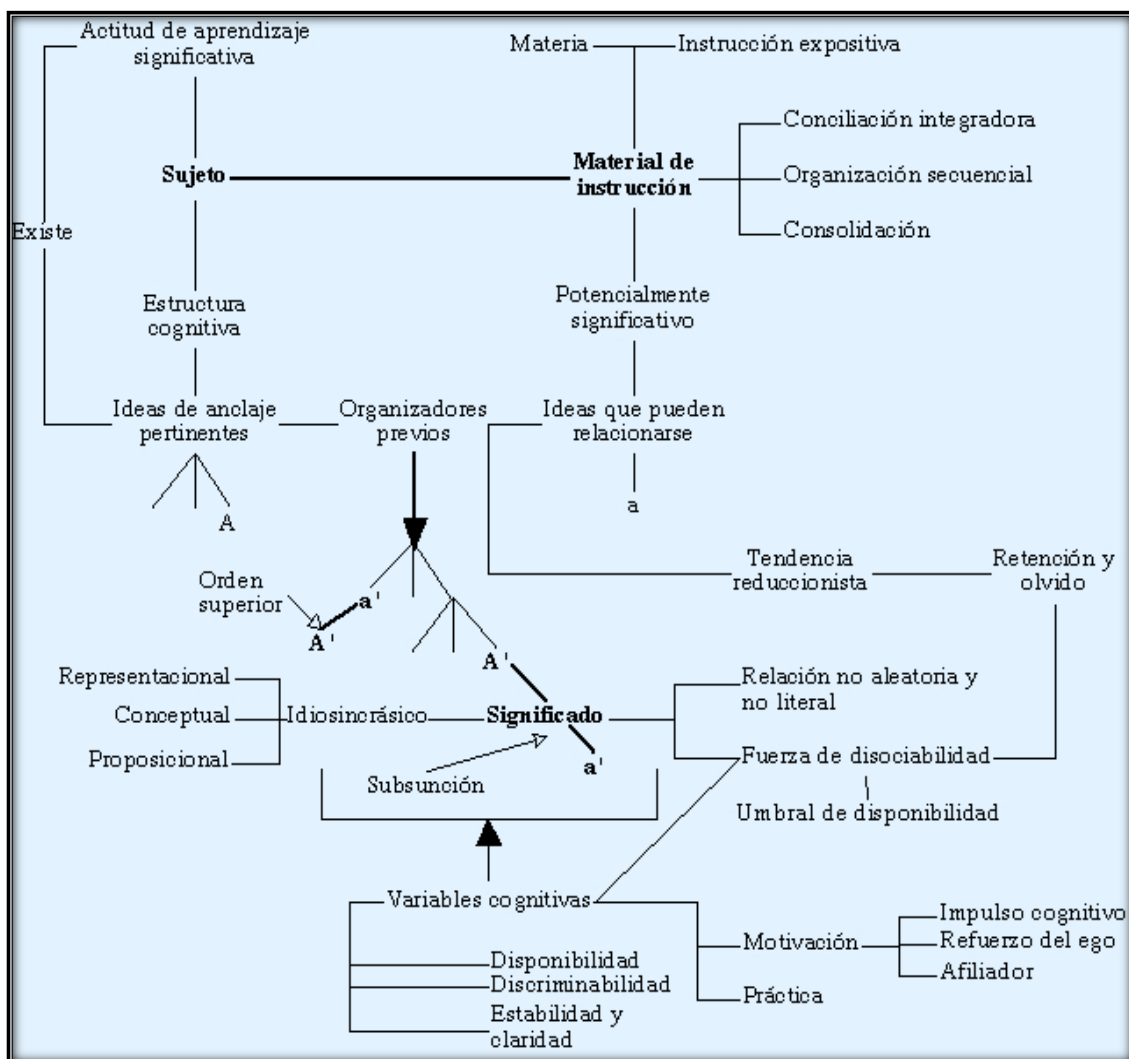 Actitud de aprendizaje
significativa
Materia
Instrucción expositiva
Conciliación integradora
Sujeto
Material de
instrucción
Organización secuencial
Existe
Consolidación
Estructura
cognitiva
Potencialmente
significativo
Ideas de anclaje
pertinentes
Organizadores
previos
Ideas que pueden
relacionarse
A
a
Tendencia
reduccionista
Retención y
olvido
Orden
superior
a'
A'
A'
Representacional
Conceptual
Proposicional
Idiosincrásico
Significado
a'
Subsunción
Relación no aleatoria y
no literal
Fuerza de disociabilidad
Umbral de disponibilidad
Variables cognitivas
Disponibilidad
Discriminabilidad
Estabilidad y
claridad
Motivación
Práctica
Impulso cognitivo
Refuerzo del ego
Afiliador